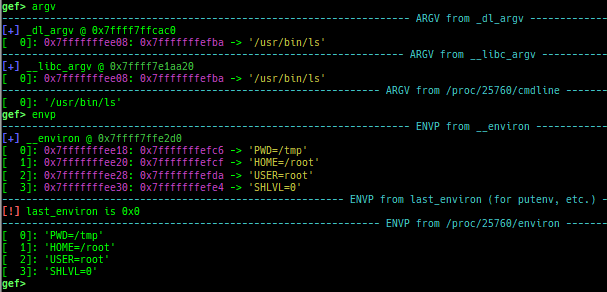 gef> argv
---------------------------------------------------------------------- ARGV from _dl_argv -------------
[+] _dl_argv @ 0x7ffff7ffcac0
[  0]: 0x7fffffffee08: 0x7fffffffefba -> '/usr/bin/ls'
--------------------------------------------------------------------- ARGV from __libc_argv -----------
[+] __libc_argv @ 0x7ffff7e1aa20
[  0]: 0x7fffffffee08: 0x7fffffffefba -> '/usr/bin/ls'
----------------------------------------------------------------- ARGV from /proc/25760/cmdline -------
[  0]: '/usr/bin/ls'
gef> envp
---------------------------------------------------------------------- ENVP from __environ ------------
[+] __environ @ 0x7ffff7ffe2d0
[  0]: 0x7fffffffee18: 0x7fffffffefc6 -> 'PWD=/tmp'
[  1]: 0x7fffffffee20: 0x7fffffffefcf -> 'HOME=/root'
[  2]: 0x7fffffffee28: 0x7fffffffefda -> 'USER=root'
[  3]: 0x7fffffffee30: 0x7fffffffefe4 -> 'SHLVL=0'
---------------------------------------------------------- ENVP from last_environ (for putenv, etc.) -
[!] last_environ is 0x0
----------------------------------------------------------------- ENVP from /proc/25760/environ -------
[  0]: 'PWD=/tmp'
[  1]: 'HOME=/root'
[  2]: 'USER=root'
[  3]: 'SHLVL=0'
gef>